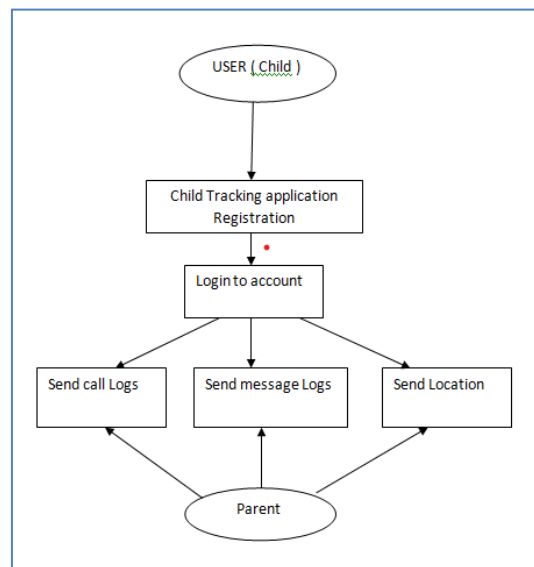 USER ( Child )
Child Tracking application
Registration
Login to account
Send call Logs
Send message Logs
Send Location
Parent